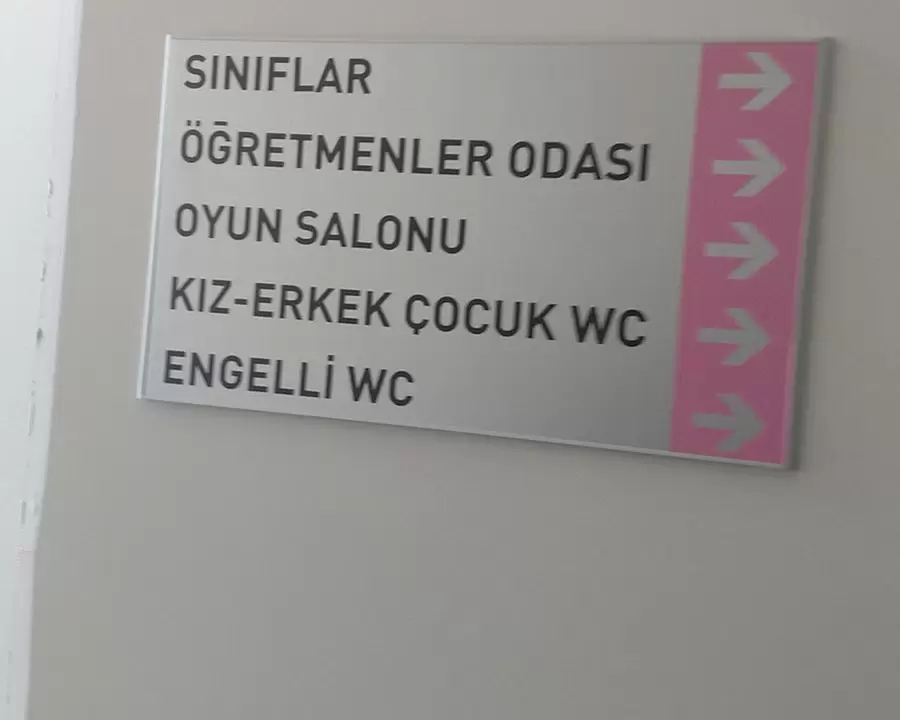 SINIFLAR
ÖĞRETMENLER ODASI
OYUN SALONU
KIZ-ERKEK ÇOCUK WC
ENGELLİ WC